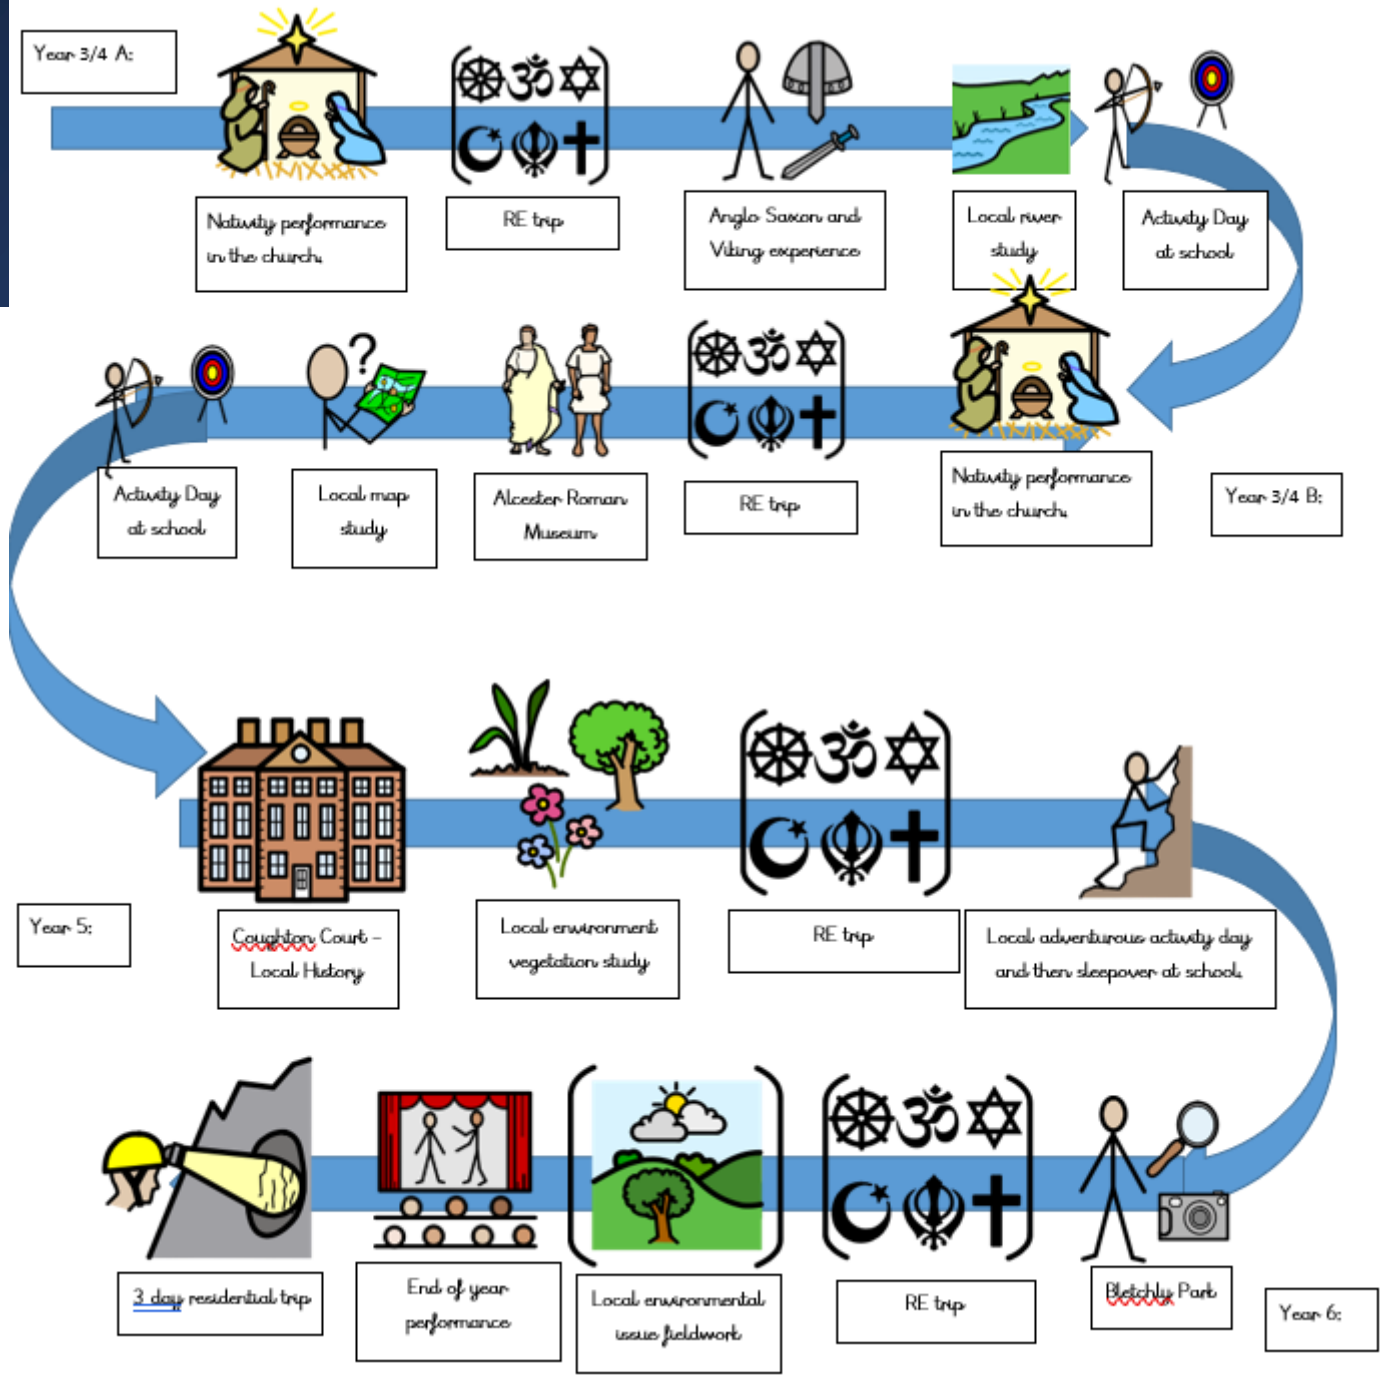 Year 3/4 A:
Nativity performance
in the church.
RE trip
Anglo Saxon and
Viking experience
Local river
study
Activity Day
at school
Year 3/4 B:
Nativity performance
in the church.
RE trip
Alcester Roman
Museum
Local map
study
Activity Day
at school
Year 5:
Coughton Court –
Local History
Local environment
vegetation study
RE trip
Local adventurous activity day
and then sleepover at school.
Year 6:
Bletchly Park
RE trip
Local environmental
issue fieldwork
End of year
performance
3 day residential trip